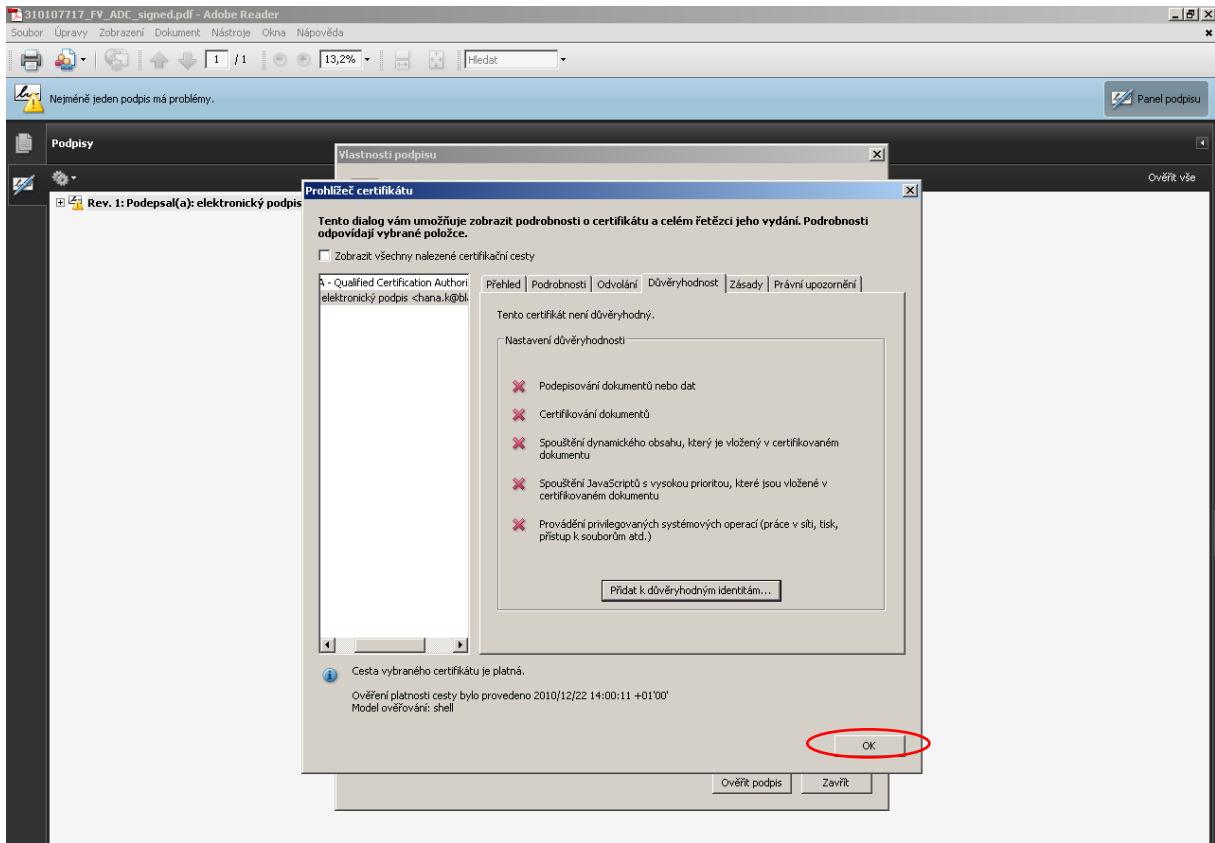 310107717_FV_ADC_signed.pdf - Adobe Reader
Soubor Úpravy Zobrazení Dokument Nástroje Okna Nápověda
1 /1 13,2% Hledat
Nejméně jeden podpis má problémy.
Panel podpisu
Podpisy
Vlastnosti podpisu
Ověřit vše
Prohlížeč certifikátu
Rev. 1: Podepsal(a): elektronický podpis
Tento dialog vám umožňuje zobrazit podrobnosti o certifikátu a celém řetězci jeho vydání. Podrobnosti
odpovídají vybrané položce.
Zobrazit všechny nalezené certifikační cesty
A - Qualified Certification Authori
elektronický podpis <hana.k@bl
Přehled Podrobnosti Odvolání Důvěryhodnost Zásady Právní upozornění
Tento certifikát není důvěryhodný.
Nastavení důvěryhodnosti
Podepisování dokumentů nebo dat
Certifikování dokumentů
Spouštění dynamického obsahu, který je vložený v certifikovaném
dokumentu
Spouštění JavaScriptů s vysokou prioritou, které jsou vložené v
certifikovaném dokumentu
Provádění privilegovaných systémových operací (práce v síti, tisk,
přístup k souborům atd.)
Přidat k důvěryhodným identitám...
Cesta vybraného certifikátu je platná.
Ověření platnosti cesty bylo provedeno 2010/12/22 14:00:11 +01'00'
Model ověřování: shell
OK
Ověřit podpis
Zavřít